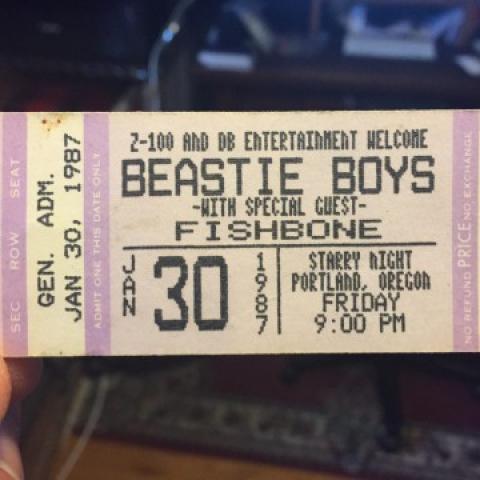 SEC ROW SEAT
GEN. ADM.
JAN 30, 1987
ADMIT ONE THIS DATE ONLY
Z-100 AND DB ENTERTAINMENT WELCOME
BEASTIE BOYS
-WITH SPECIAL GUEST-
FISHBONE
JAN
30
1987
STARRY NIGHT
PORTLAND, OREGON
FRIDAY
9:00 PM
NO REFUND PRICE NO EXCHANGE